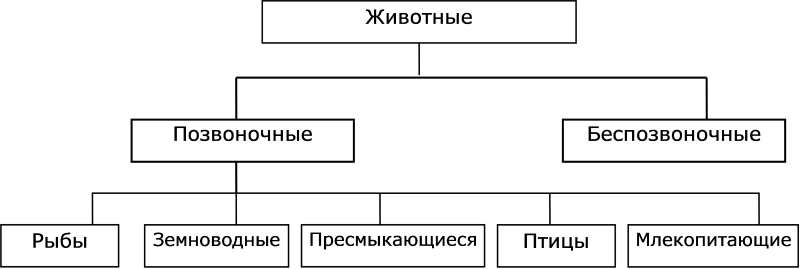 Животные
Позвоночные
Беспозвоночные
Рыбы
Земноводные
Пресмыкающиеся
Птицы
Млекопитающие